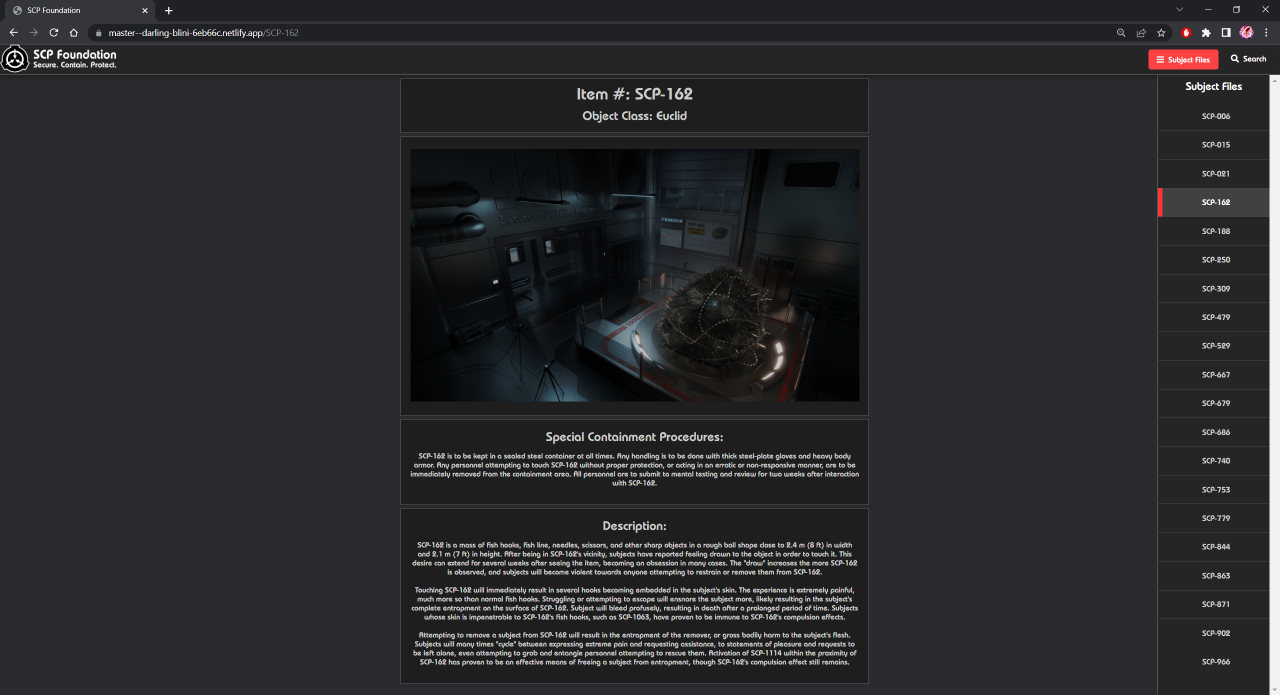 SCP Foundation
master--darling-blini-6eb66c.netlify.app/SCP-162
SCP Foundation
Secure. Contain. Protect.
Subject Files
Search
Item #: SCP-162
Object Class: Euclid
Special Containment Procedures:
SCP-162 is to be kept in a sealed steel container at all times. Any handling is to be done with thick steel-plate gloves and heavy body
armor. Any personnel attempting to touch SCP-162 without proper protection, or acting in an erratic or non-responsive manner, are to be
immediately removed from the containment area. All personnel are to submit to mental testing and review for two weeks after interaction
with SCP-162.
Description:
SCP-162 is a mass of fish hooks, fish line, needles, scissors, and other sharp objects in a rough ball shape close to 2.4 m (8 ft) in width
and 2.1 m (7 ft) in height. After being in SCP-162's vicinity, subjects have reported feeling drawn to the object in order to touch it. This
desire can extend for several weeks after seeing the item, becoming an obsession in many cases. The "draw" increases the more SCP-162
is observed, and subjects will become violent towards anyone attempting to restrain or remove them from SCP-162.
Touching SCP-162 will immediately result in several hooks becoming embedded in the subject's skin. The experience is extremely painful,
much more so than normal fish hooks. Struggling or attempting to escape will ensnare the subject more, likely resulting in the subject's
complete entrapment on the surface of SCP-162. Subject will bleed profusely, resulting in death after a prolonged period of time. Subjects
whose skin is impenetrable to SCP-162's fish hooks, such as SCP-1063, have proven to be immune to SCP-162's compulsion effects.
Attempting to remove a subject from SCP-162 will result in the entrapment of the remover, or gross bodily harm to the subject's flesh.
Subjects will many times "cycle" between expressing extreme pain and requesting assistance, to statements of pleasure and requests to
be left alone, even attempting to grab and entangle personnel attempting to rescue them. Activation of SCP-1114 within the proximity of
SCP-162 has proven to be an effective means of freeing a subject from entrapment, though SCP-162's compulsion effect still remains.
Subject Files
SCP-006
SCP-015
SCP-021
SCP-162
SCP-188
SCP-250
SCP-309
SCP-479
SCP-529
SCP-667
SCP-679
SCP-686
SCP-740
SCP-753
SCP-779
SCP-844
SCP-863
SCP-871
SCP-902
SCP-966